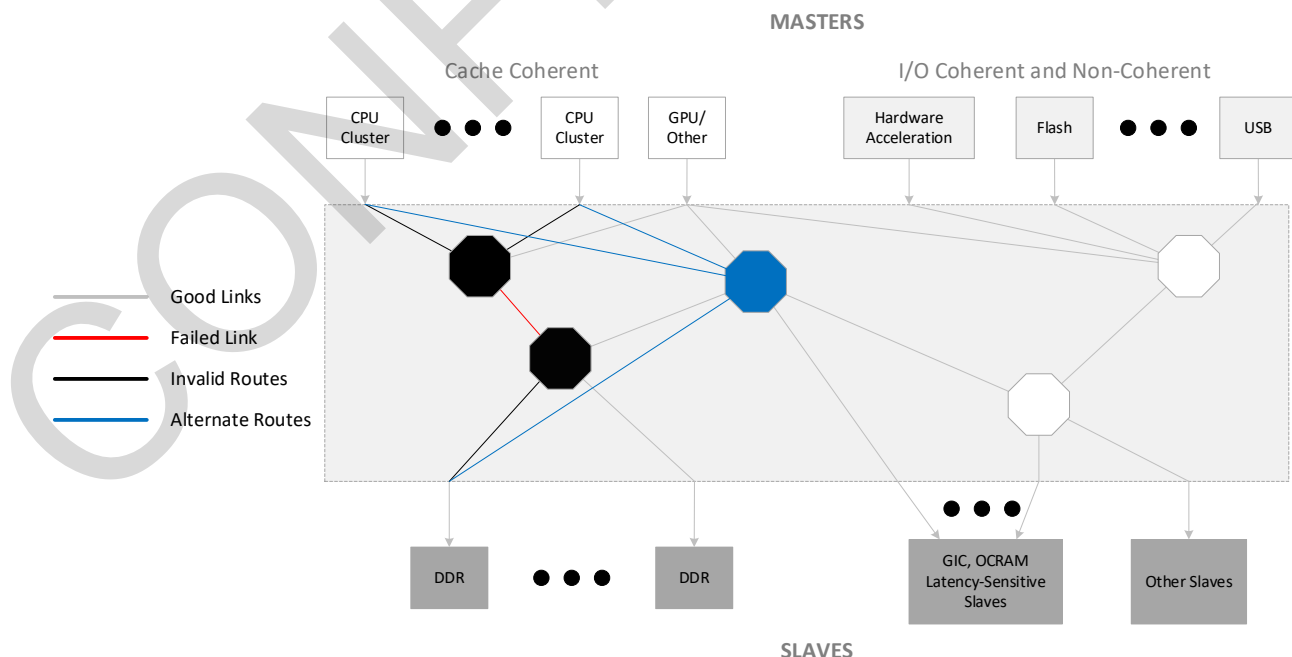 MASTERS
Cache Coherent
I/O Coherent and Non-Coherent
CPU
Cluster
CPU
Cluster
GPU/
Other
Hardware
Acceleration
Flash
USB
Good Links
Failed Link
Invalid Routes
Alternate Routes
DDR
DDR
GIC, OCRAM
Latency-Sensitive
Slaves
Other Slaves
SLAVES